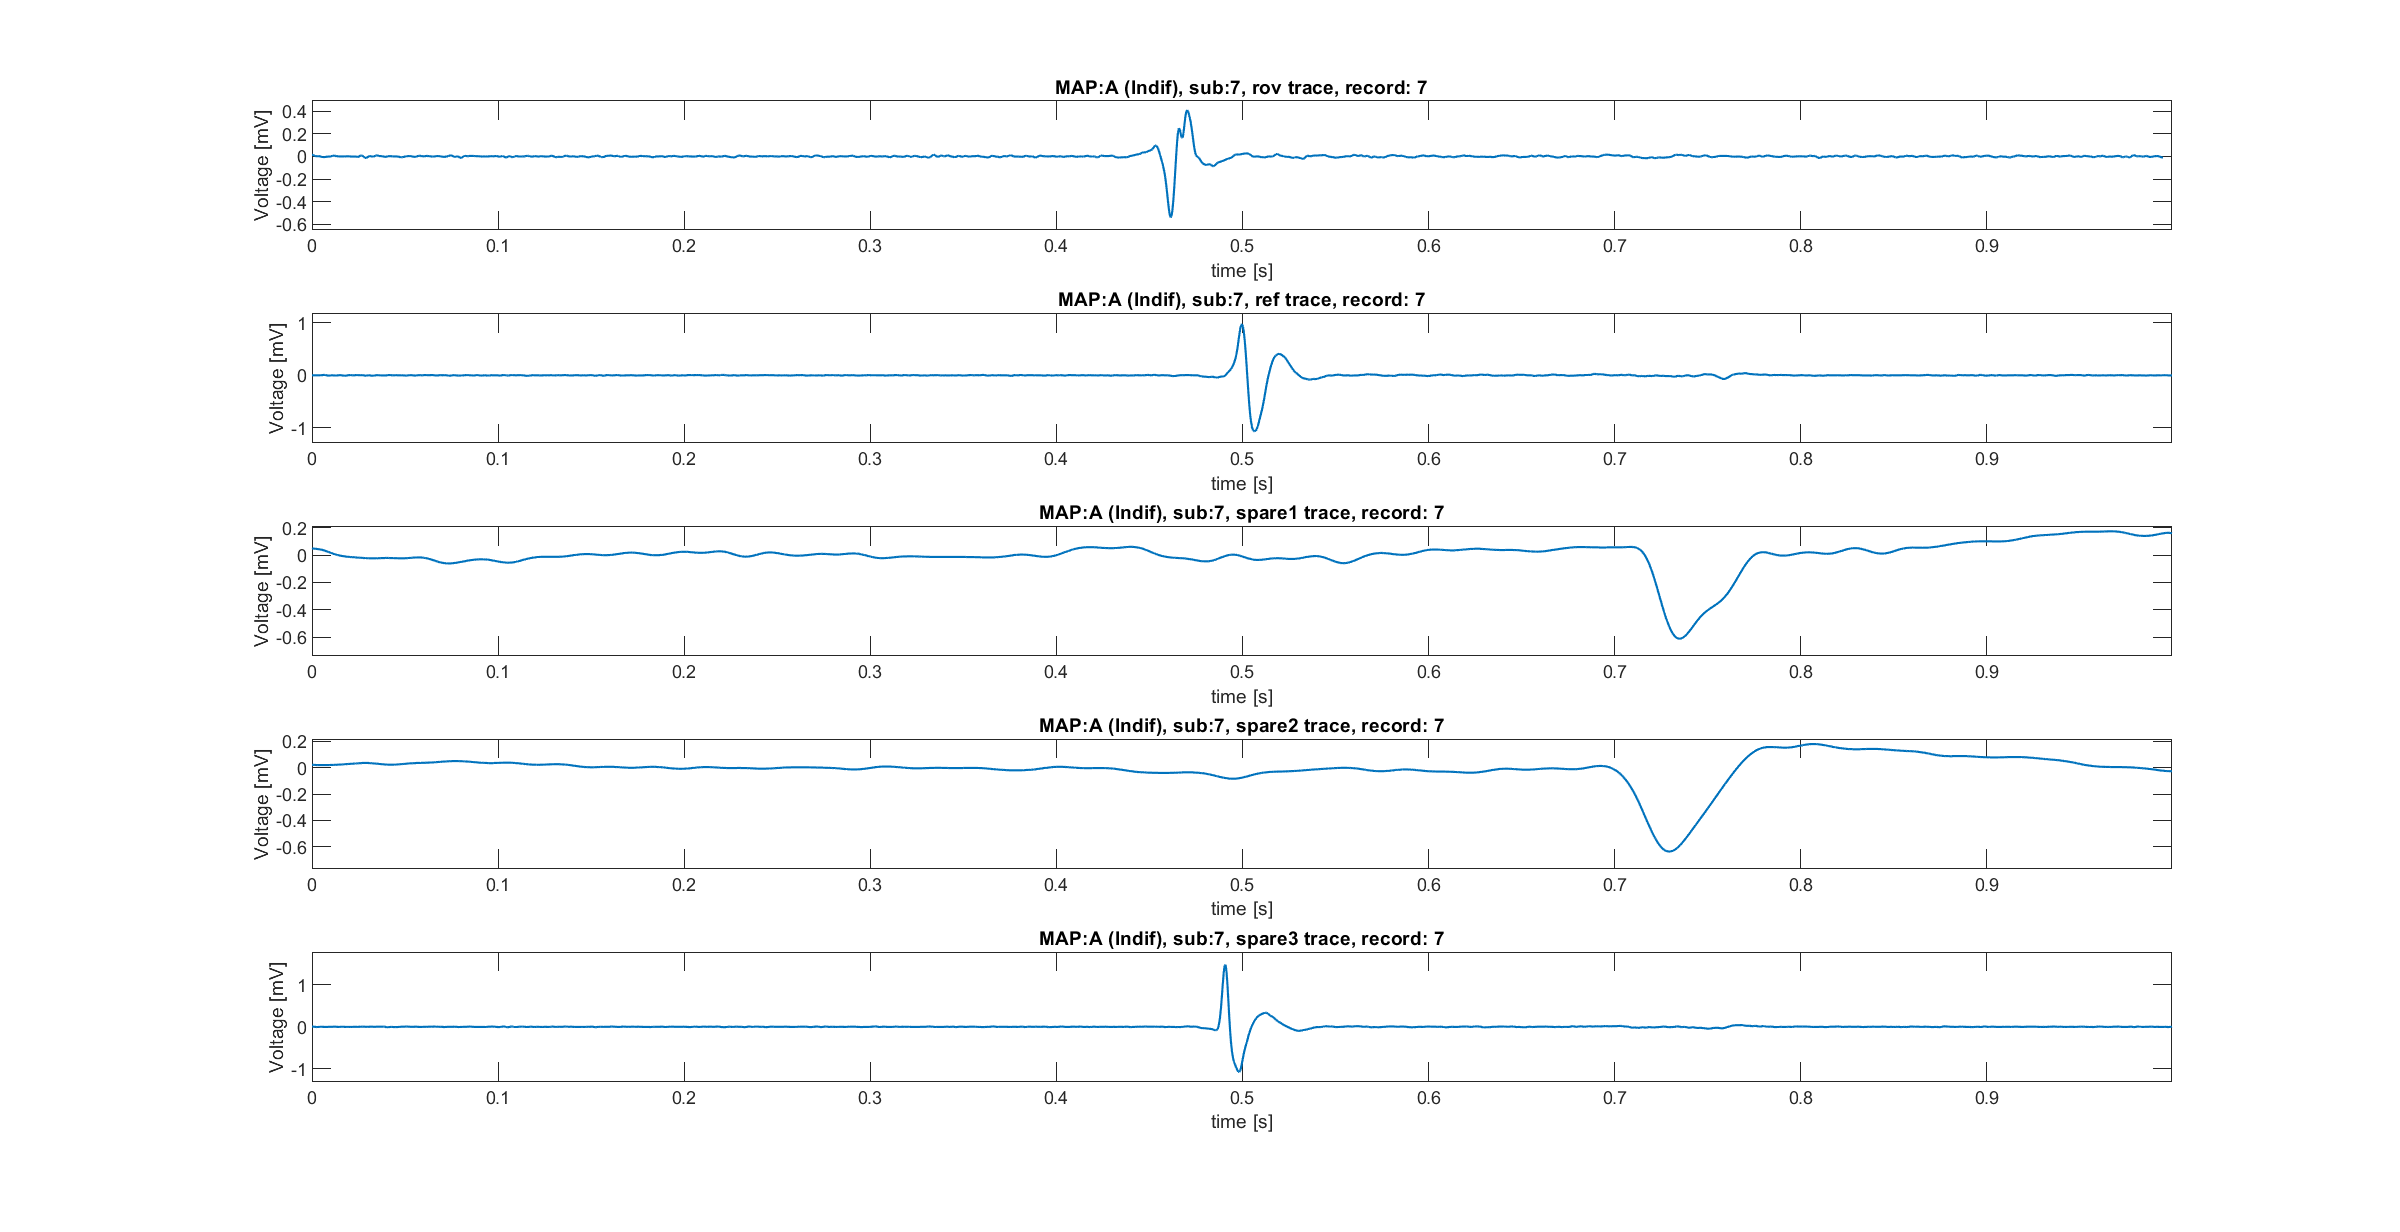 MAP:A (Indif), sub:7, rov trace, record: 7
Voltage [mV]
0.4
0.2
0
-0.2
-0.4
-0.6
0 0.1 0.2 0.3 0.4 0.5 0.6 0.7 0.8 0.9
time [s]
MAP:A (Indif), sub:7, ref trace, record: 7
Voltage [mV]
1
0
-1
0 0.1 0.2 0.3 0.4 0.5 0.6 0.7 0.8 0.9
time [s]
MAP:A (Indif), sub:7, spare1 trace, record: 7
Voltage [mV]
0.2
0
-0.2
-0.4
-0.6
0 0.1 0.2 0.3 0.4 0.5 0.6 0.7 0.8 0.9
time [s]
MAP:A (Indif), sub:7, spare2 trace, record: 7
Voltage [mV]
0.2
0
-0.2
-0.4
-0.6
0 0.1 0.2 0.3 0.4 0.5 0.6 0.7 0.8 0.9
time [s]
MAP:A (Indif), sub:7, spare3 trace, record: 7
Voltage [mV]
1
0
-1
0 0.1 0.2 0.3 0.4 0.5 0.6 0.7 0.8 0.9
time [s]